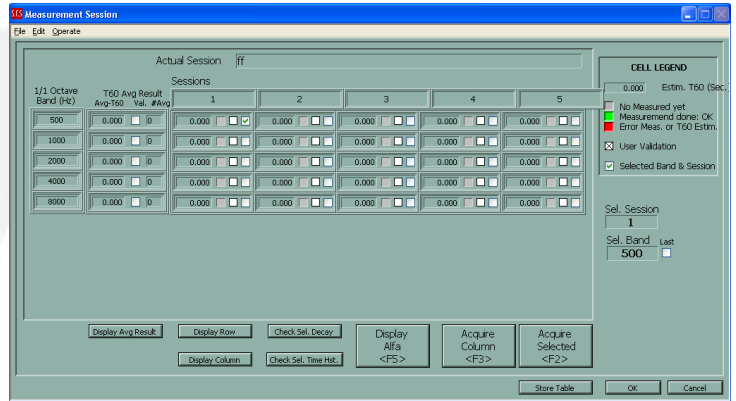 SCS Measurement Session
File Edit Operate
Actual Session ff
CELL LEGEND
0.000 Estim. T60 (Sec.)
No Measured yet
Measuremend done: OK
Error Meas. or T60 Estim.
User Validation
Selected Band & Session
1/1 Octave Band (Hz)
T60 Avg Result
Avg-T60 Val. #Avg
Sessions
1 2 3 4 5
500 0.000 0 0.000 0.000 0.000 0.000 0.000
1000 0.000 0 0.000 0.000 0.000 0.000 0.000
2000 0.000 0 0.000 0.000 0.000 0.000 0.000
4000 0.000 0 0.000 0.000 0.000 0.000 0.000
8000 0.000 0 0.000 0.000 0.000 0.000 0.000
Sel. Session
1
Sel. Band Last
500
Display Avg Result Display Row Check Sel. Decay
Display Column Check Sel. Time Hst.
Display Alfa <F5>
Acquire Column <F3>
Acquire Selected <F2>
Store Table OK Cancel